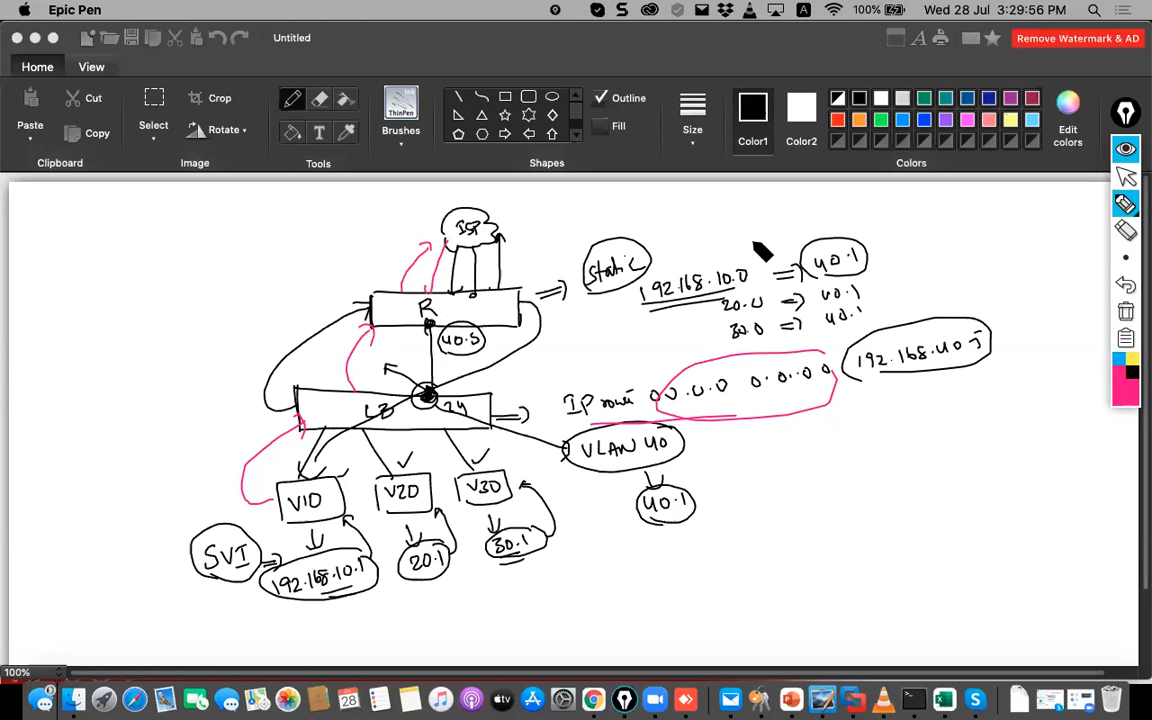 Epic Pen
100%
Wed 28 Jul 3:29:56 PM
Untitled
Remove Watermark & AD
Home
View
Paste
Cut
Copy
Clipboard
Select
Crop
Rotate
Image
Tools
Ink
ThinPen
Brushes
Outline
Fill
Shapes
Size
Color1
Color2
Edit
colors
Colors
ISP
R
40.5
static
192.168.10.0 => 40.1
20.0 => 40.1
30.0 => 40.1
192.168.40.5
L3
IP route 0.0.0.0 0.0.0.0
VLAN 40
40.1
V10
V20
V30
SVI =>
192.168.10.1
20.1
30.1
100%
28